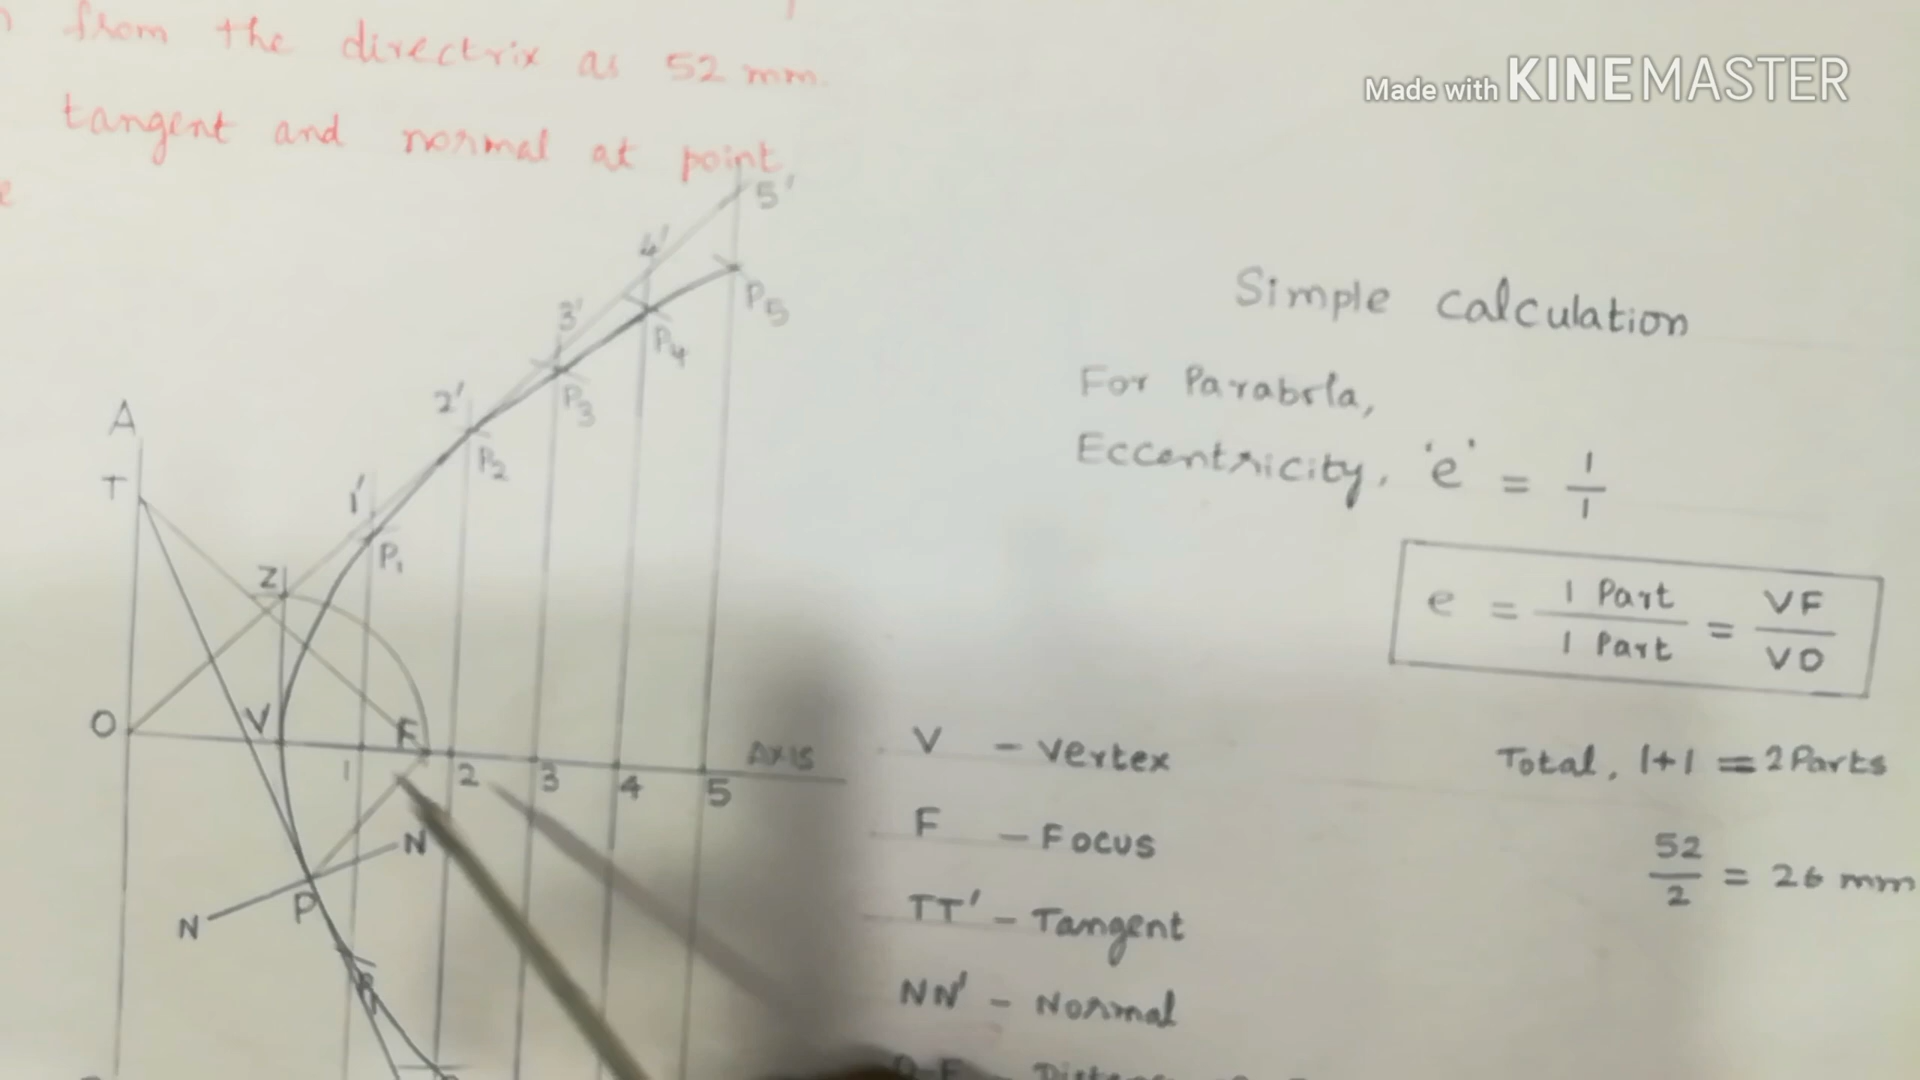 from the directrix as 52 mm.
tangent and normal at point
Made with KINEMASTER
5'
4'
P5
3'
P4
2'
P3
A
P2
T
1'
P1
Z
O
V
F
Axis
1
2
3
4
5
N
N
P
Simple Calculation
For Parabola,
Eccentricity, 'e' = 1/1
e = 1 Part / 1 Part = VF / VO
Total, 1+1 = 2 Parts
52/2 = 26 mm
V - Vertex
F - Focus
TT' - Tangent
NN' - Normal